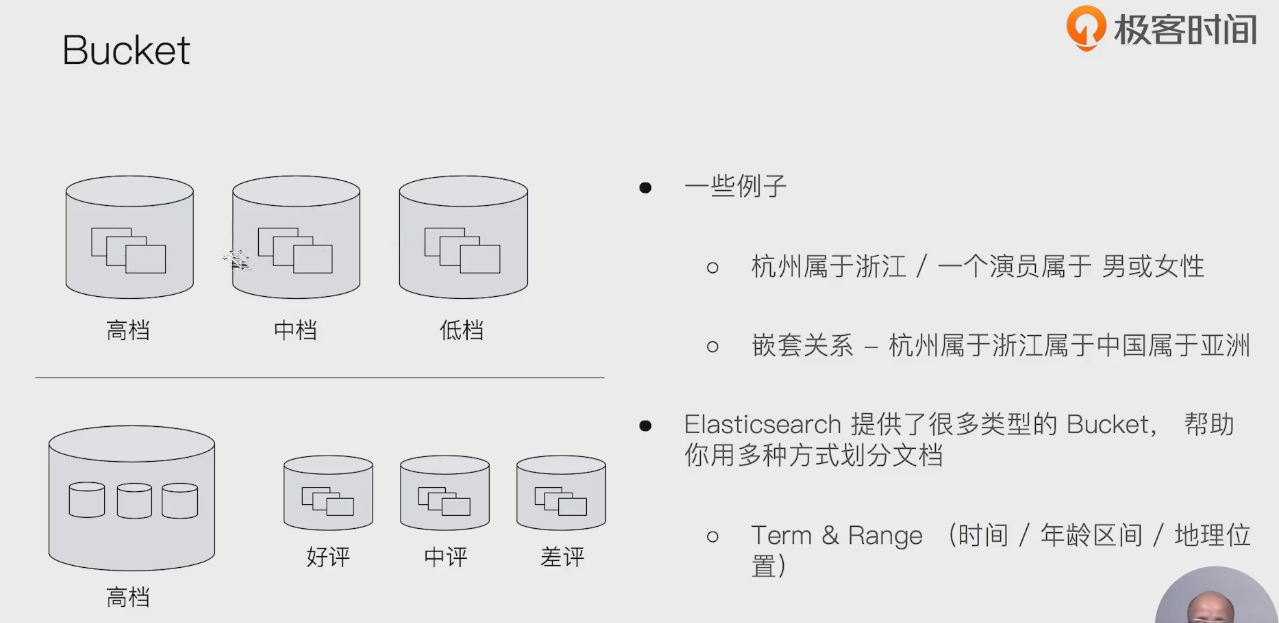 Bucket
极客时间
高档
中档
低档
高档
好评
中评
差评
一些例子
杭州属于浙江 / 一个演员属于 男或女性
嵌套关系 – 杭州属于浙江属于中国属于亚洲
Elasticsearch 提供了很多类型的 Bucket， 帮助
你用多种方式划分文档
Term & Range （时间 / 年龄区间 / 地理位
置）